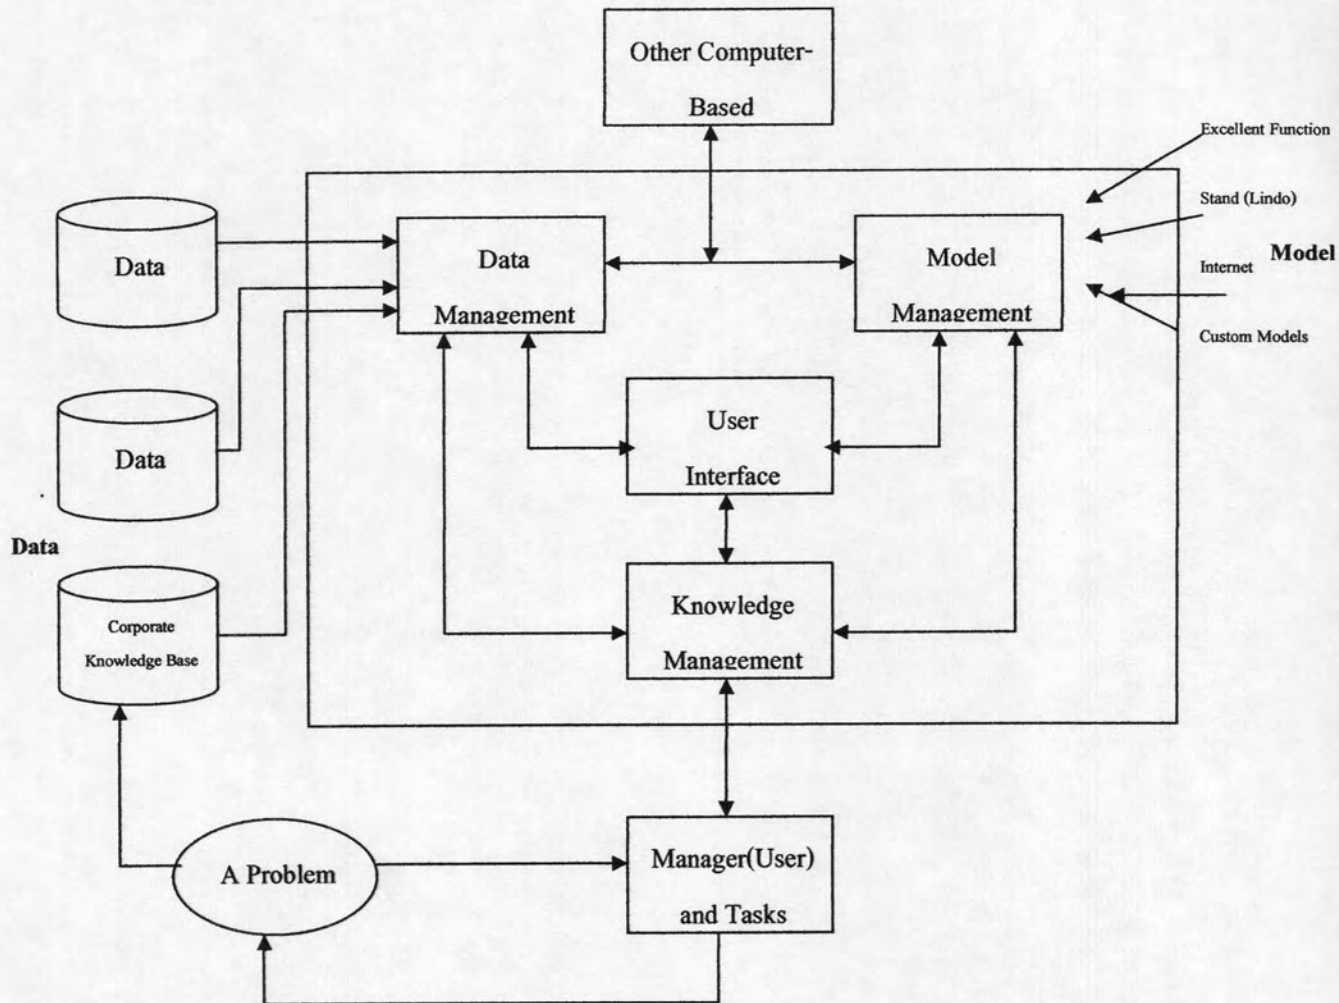 Other Computer-
Based
Excellent Function
Stand (Lindo)
Internet
Model
Custom Models
Data
Data
Management
Model
Management
Data
User
Interface
Data
Corporate
Knowledge Base
Knowledge
Management
A Problem
Manager(User)
and Tasks